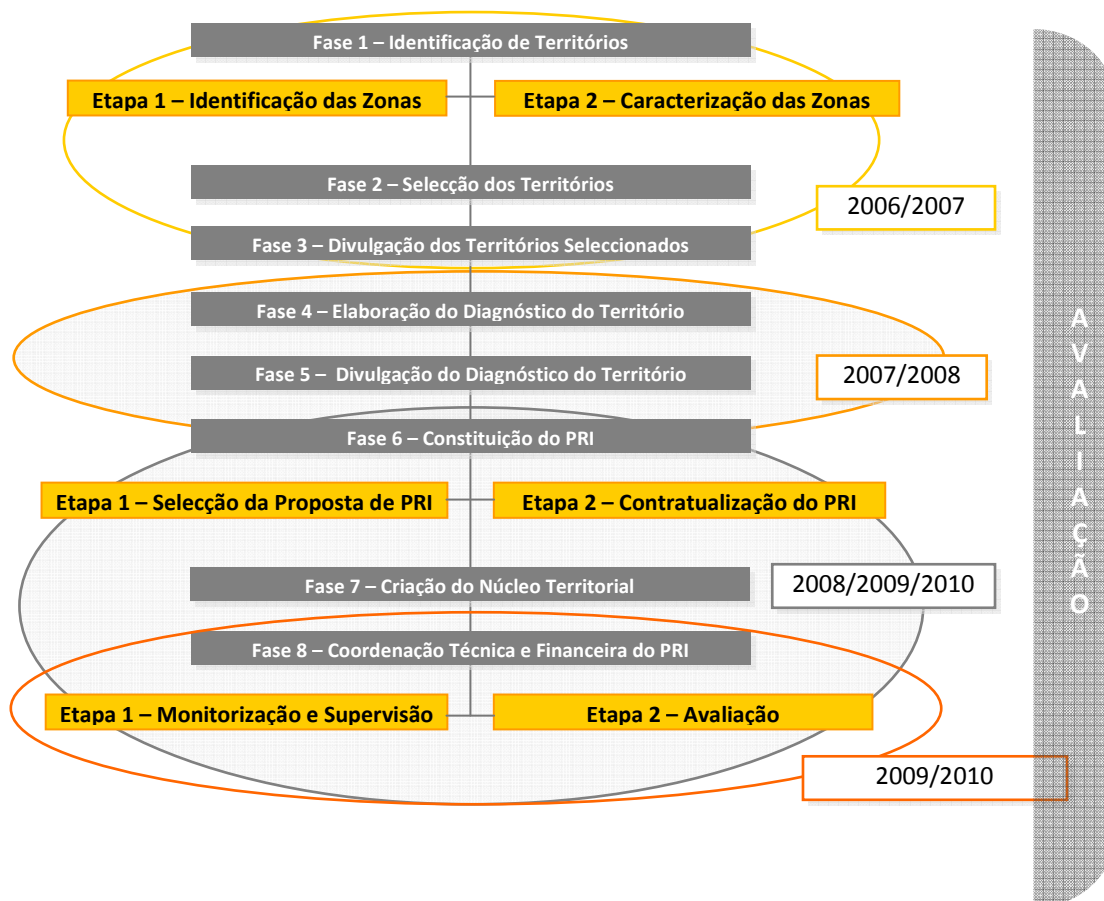 Fase 1 – Identificação de Territórios
Etapa 1 – Identificação das Zonas
Etapa 2 – Caracterização das Zonas
Fase 2 – Selecção dos Territórios
2006/2007
Fase 3 – Divulgação dos Territórios Seleccionados
Fase 4 – Elaboração do Diagnóstico do Território
Fase 5 – Divulgação do Diagnóstico do Território
2007/2008
Fase 6 – Constituição do PRI
Etapa 1 – Selecção da Proposta de PRI
Etapa 2 – Contratualização do PRI
Fase 7 – Criação do Núcleo Territorial
2008/2009/2010
Fase 8 – Coordenação Técnica e Financeira do PRI
Etapa 1 – Monitorização e Supervisão
Etapa 2 – Avaliação
2009/2010
AVALIAÇÃO